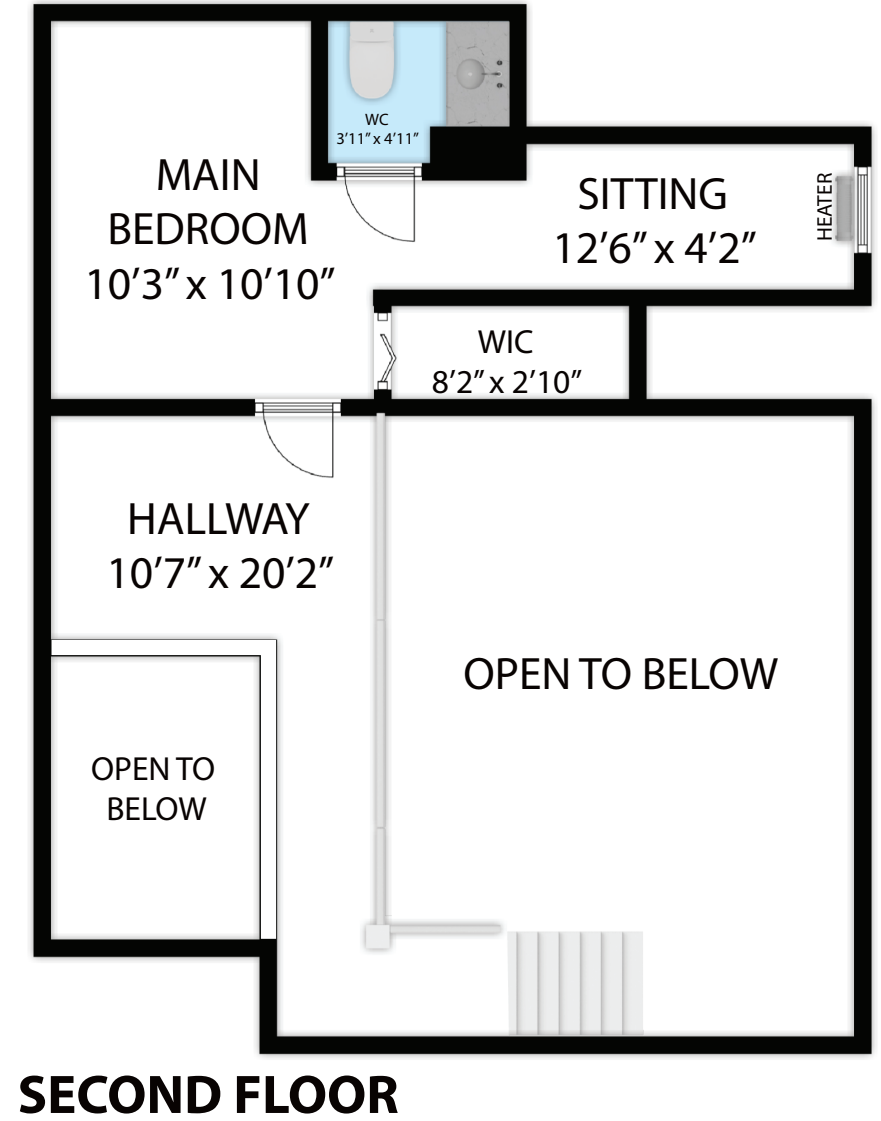 WC
3’11” x 4’11”
MAIN
BEDROOM
10’3” x 10’10”
SITTING
12’6” x 4’2”
HEATER
WIC
8’2” x 2’10”
HALLWAY
10’7” x 20’2”
OPEN TO BELOW
OPEN TO
BELOW
SECOND FLOOR